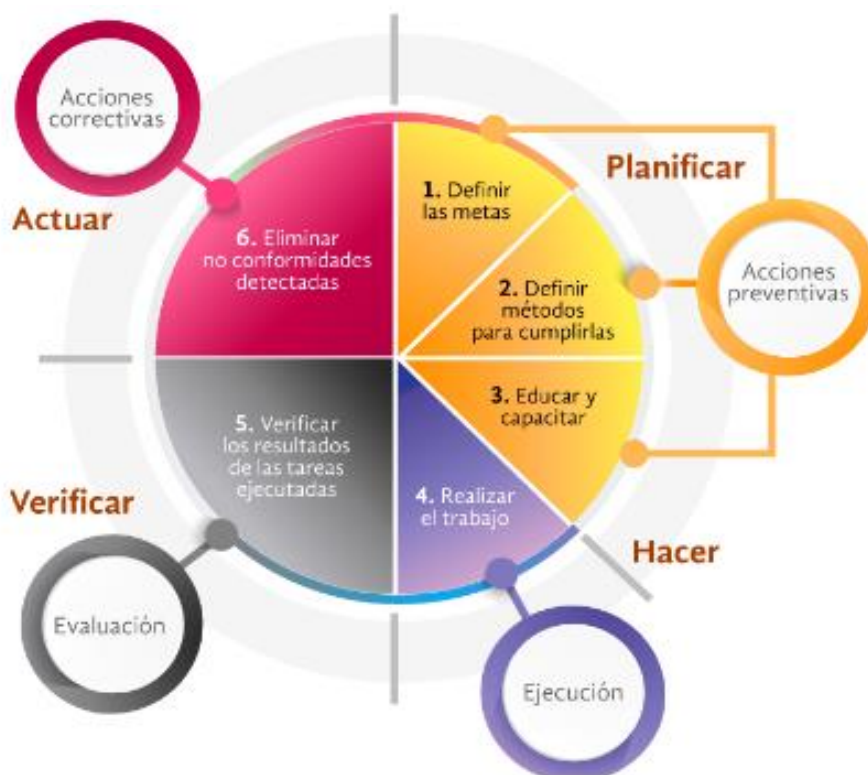 Acciones
correctivas
Actuar
Planificar
1. Definir
las metas
6. Eliminar
no conformidades
detectadas
2. Definir
métodos
para cumplirlas
Acciones
preventivas
3. Educar y
capacitar
5. Verificar
los resultados
de las tareas
ejecutadas
4. Realizar
el trabajo
Verificar
Hacer
Evaluación
Ejecución